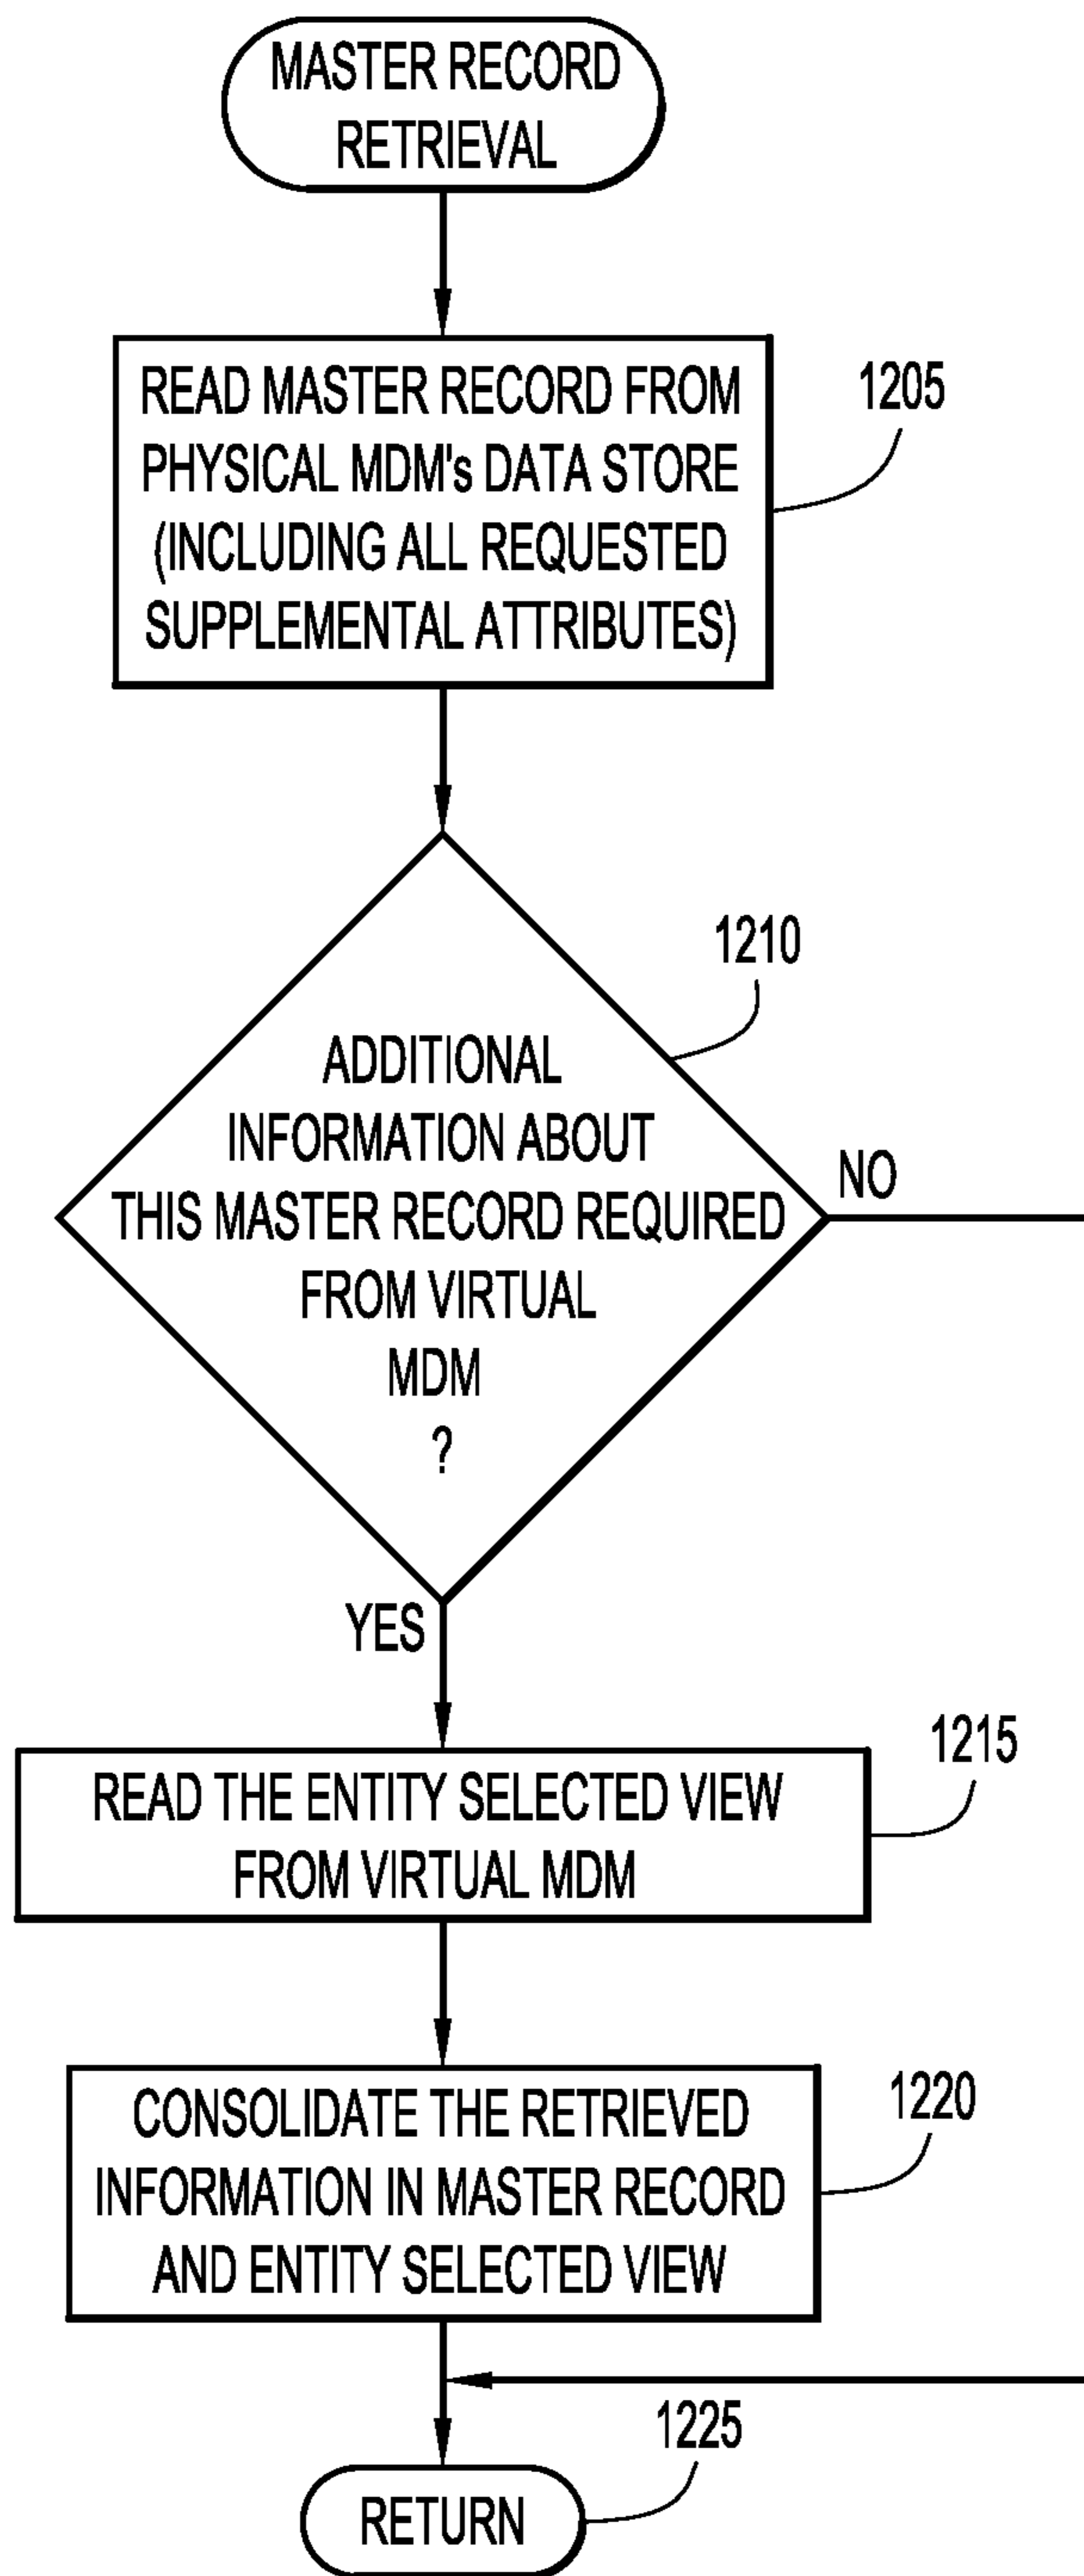 MASTER RECORD
RETRIEVAL
READ MASTER RECORD FROM
PHYSICAL MDM's DATA STORE
(INCLUDING ALL REQUESTED
SUPPLEMENTAL ATTRIBUTES)
1205
1210
ADDITIONAL
INFORMATION ABOUT
THIS MASTER RECORD REQUIRED
FROM VIRTUAL
MDM
?
NO
YES
READ THE ENTITY SELECTED VIEW
FROM VIRTUAL MDM
1215
CONSOLIDATE THE RETRIEVED
INFORMATION IN MASTER RECORD
AND ENTITY SELECTED VIEW
1220
1225
RETURN